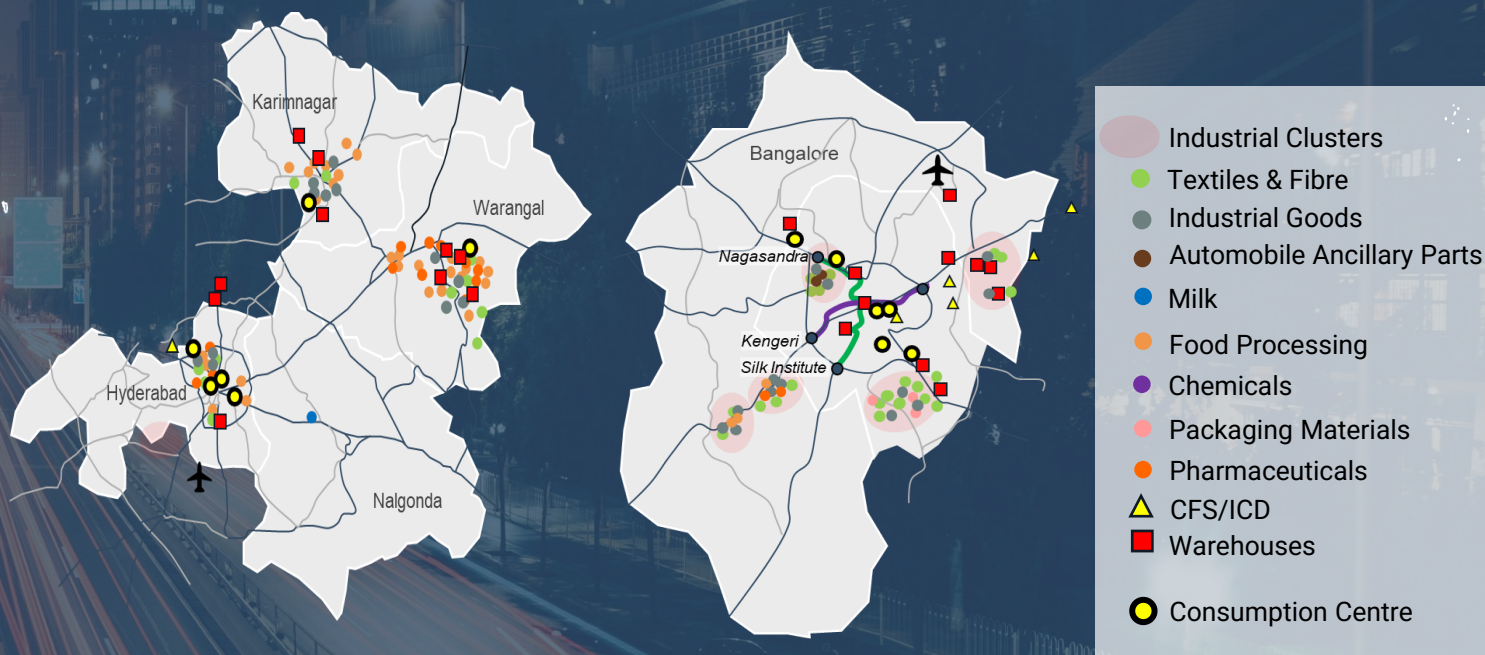 Karimnagar
Warangal
Hyderabad
Nalgonda
Bangalore
Nagasandra
Kengeri
Silk Institute
Industrial Clusters
Textiles & Fibre
Industrial Goods
Automobile Ancillary Parts
Milk
Food Processing
Chemicals
Packaging Materials
Pharmaceuticals
CFS/ICD
Warehouses
Consumption Centre